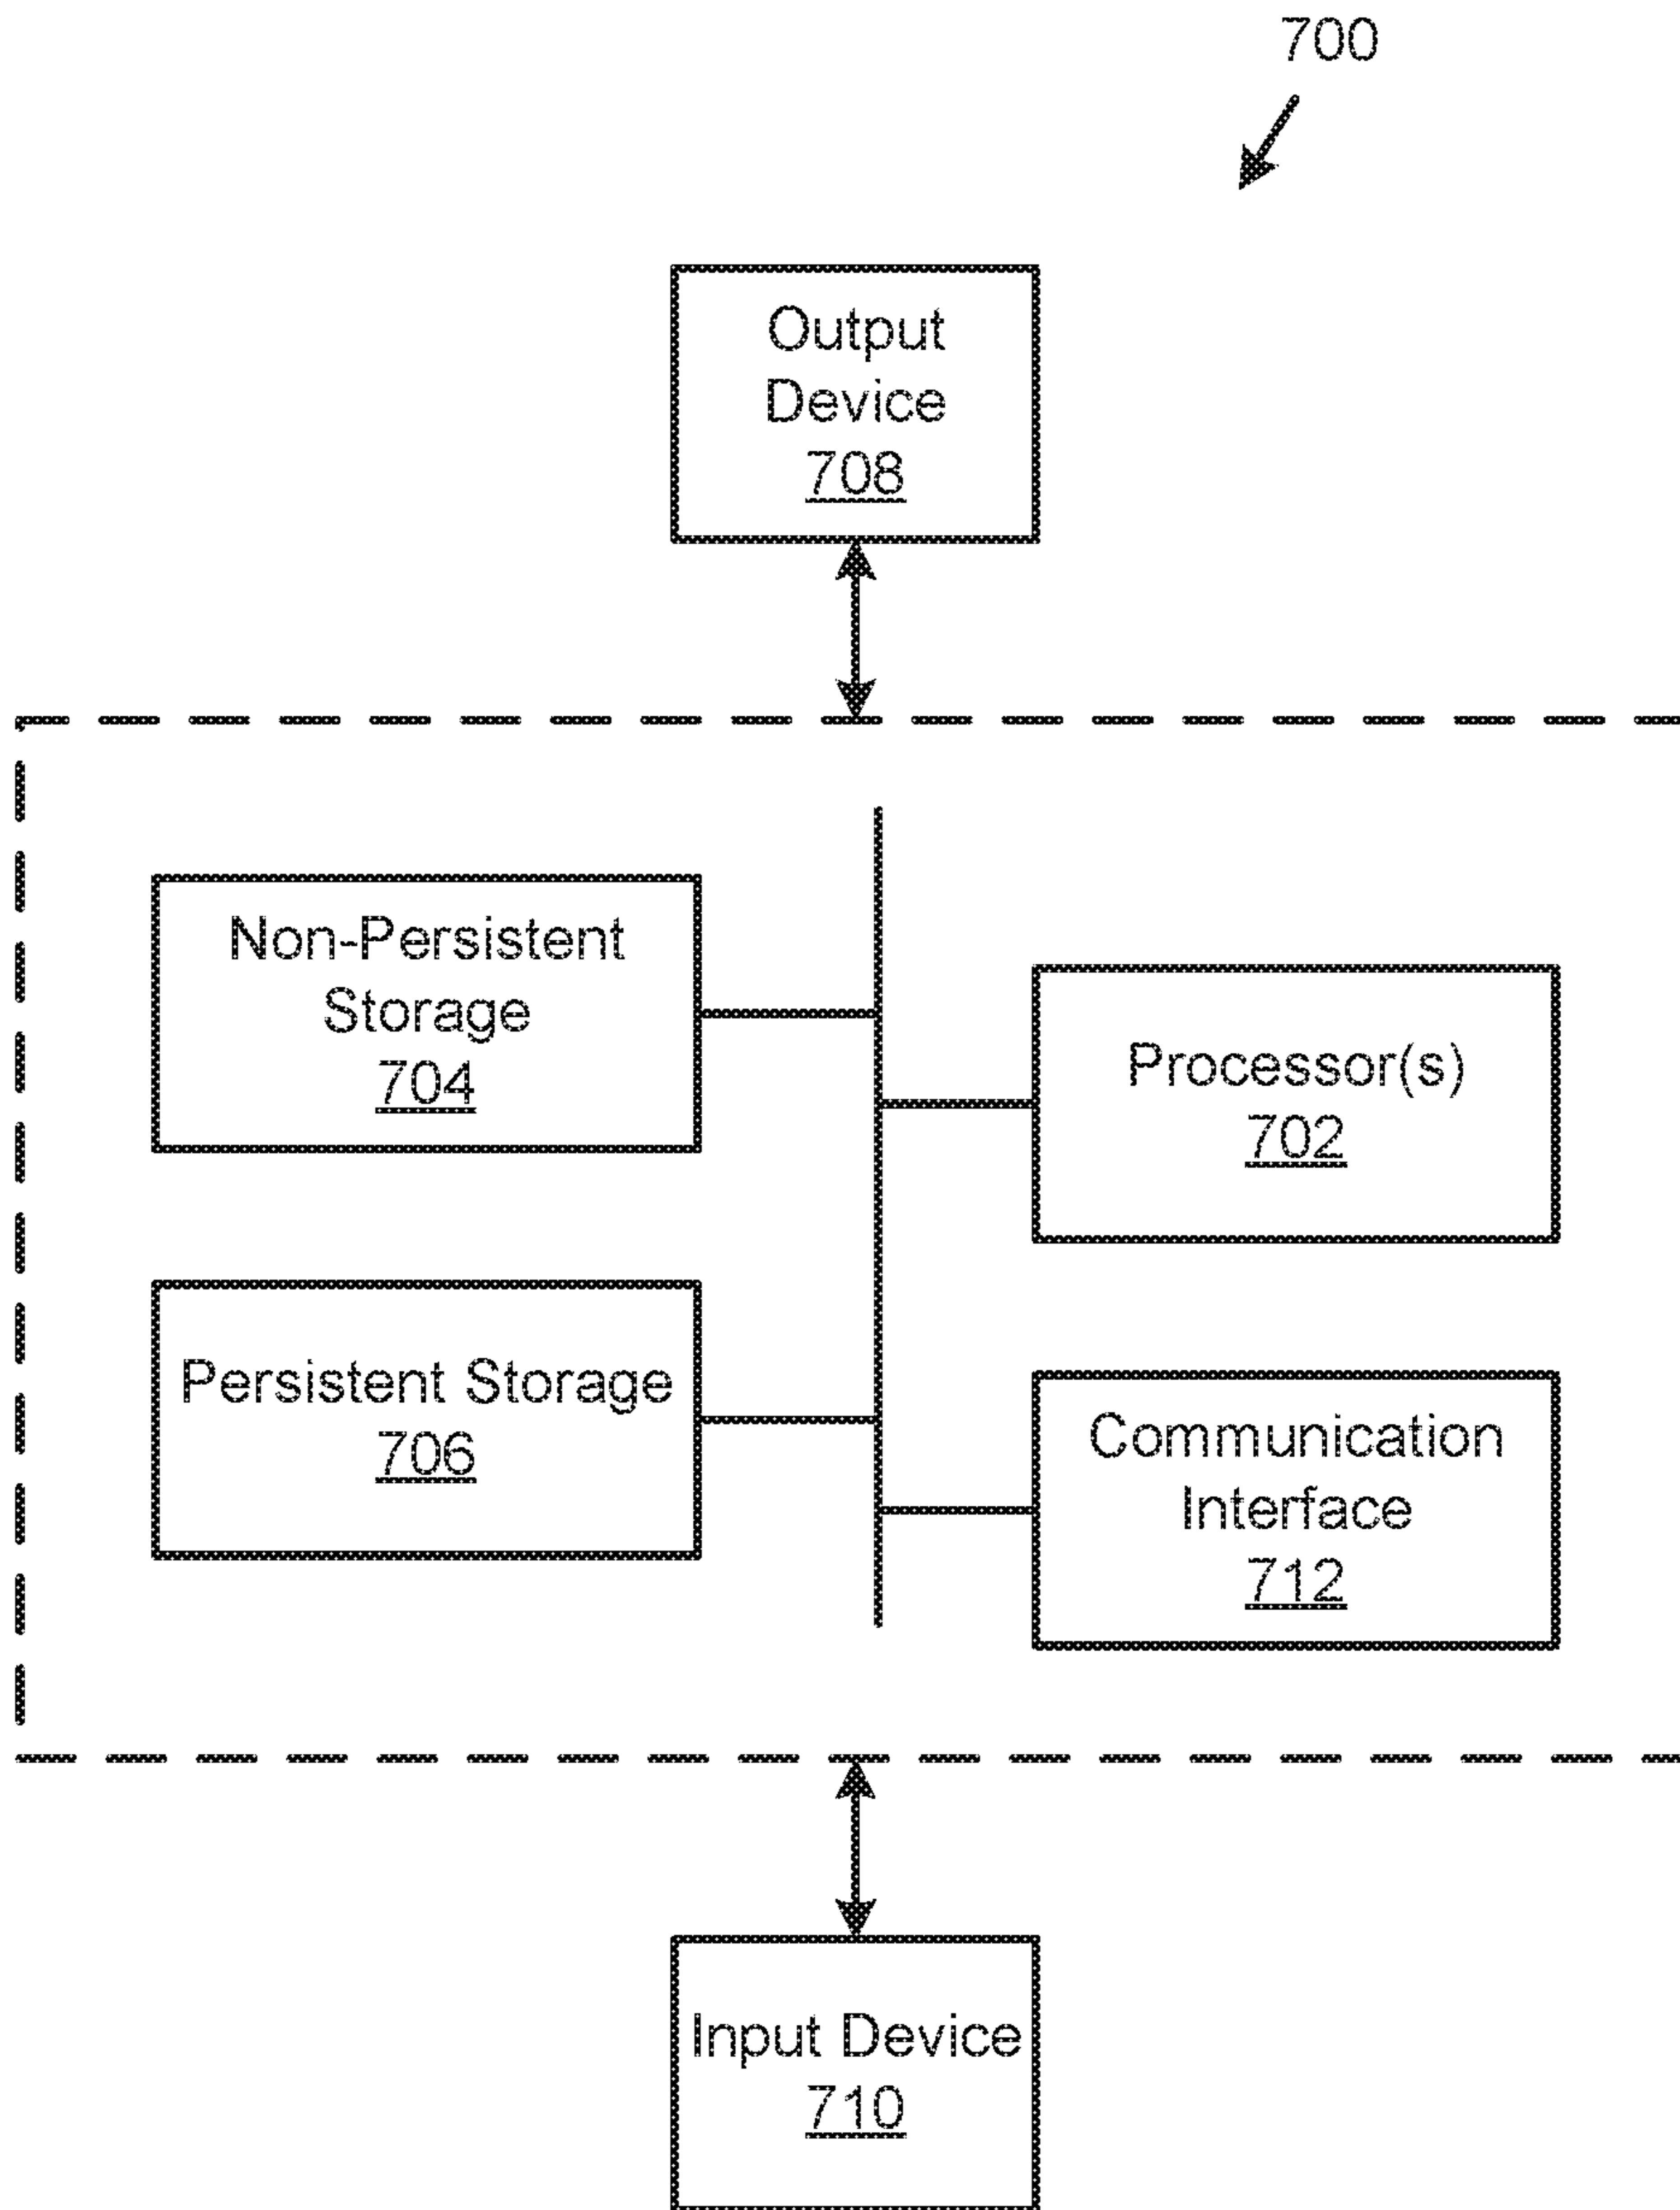 700
Output
Device
708
Non-Persistent
Storage
704
Processor(s)
702
Persistent Storage
706
Communication
Interface
712
Input Device
710